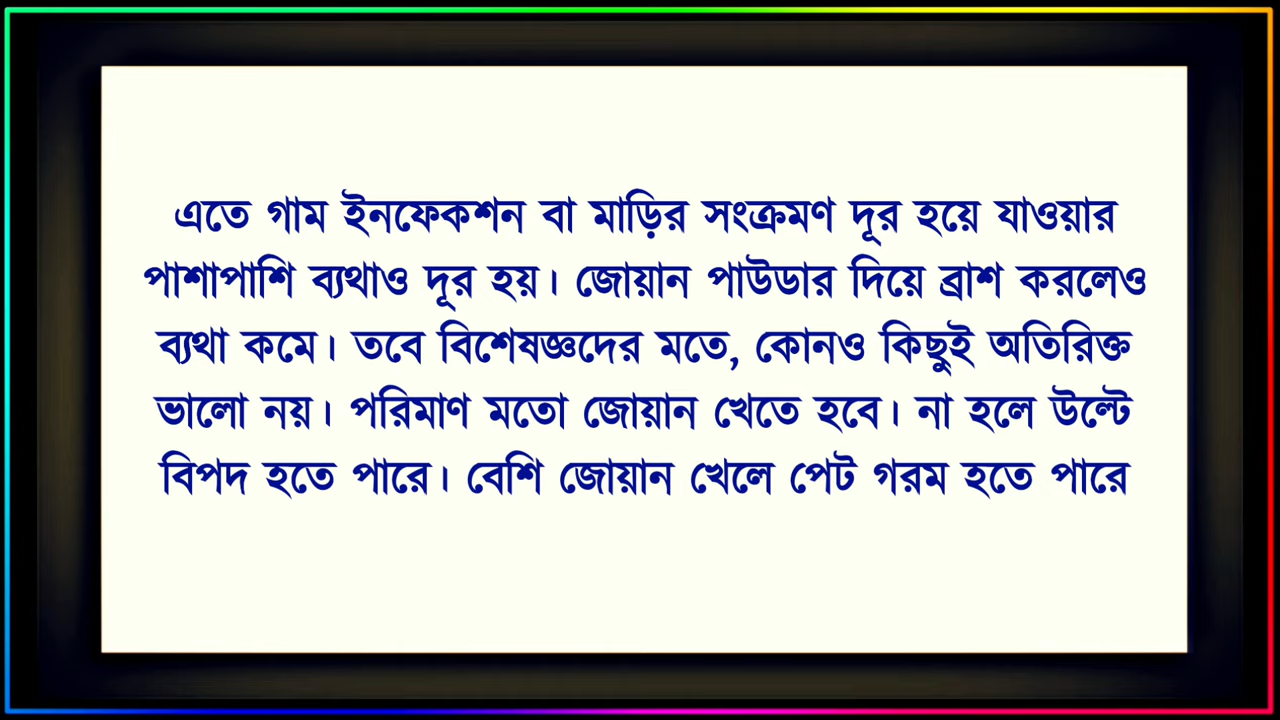 এতে গাম ইনফেকশন বা মাড়ির সংক্রমণ দূর হয়ে যাওয়ার
পাশাপাশি ব্যথাও দূর হয়। জোয়ান পাউডার দিয়ে ব্রাশ করলেও
ব্যথা কমে। তবে বিশেষজ্ঞদের মতে, কোনও কিছুই অতিরিক্ত
ভালো নয়। পরিমাণ মতো জোয়ান খেতে হবে। না হলে উল্টে
বিপদ হতে পারে। বেশি জোয়ান খেলে পেট গরম হতে পারে